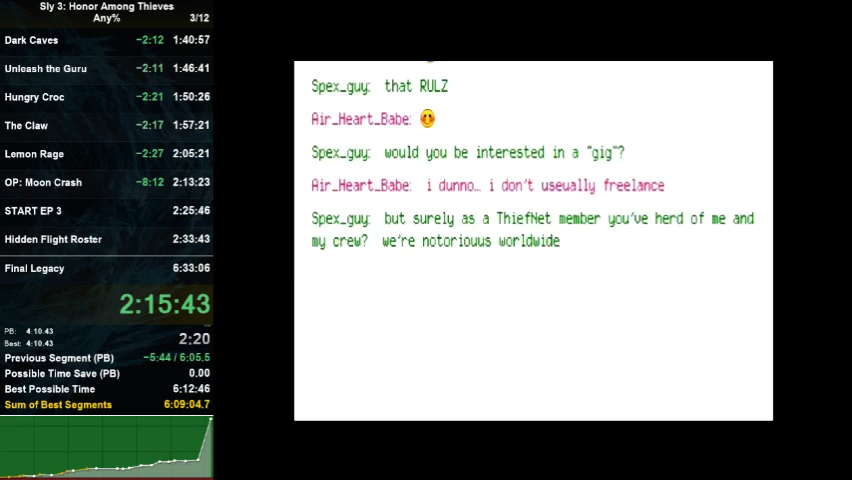 Sly 3: Honor Among Thieves
Any% 3/12
Dark Caves -2:12 1:40:57
Unleash the Guru -2:11 1:46:41
Hungry Croc -2:21 1:50:26
The Claw -2:17 1:57:21
Lemon Rage -2:27 2:05:21
OP: Moon Crash -8:12 2:13:23
START EP 3 2:25:46
Hidden Flight Roster 2:33:43
Final Legacy 6:33:06
2:15:43
PB: 4:10.43
Best: 4:10.43
2:20
Previous Segment (PB) -5:44 / 6:05.5
Possible Time Save (PB) 0.00
Best Possible Time 6:12:46
Sum of Best Segments 6:09:04.7
Spex_guy: that RULZ
Air_Heart_Babe:
Spex_guy: would you be interested in a "gig"?
Air_Heart_Babe: i dunno... i don't useually freelance
Spex_guy: but surely as a ThiefNet member you've herd of me and
my crew? we're notoriouus worldwide